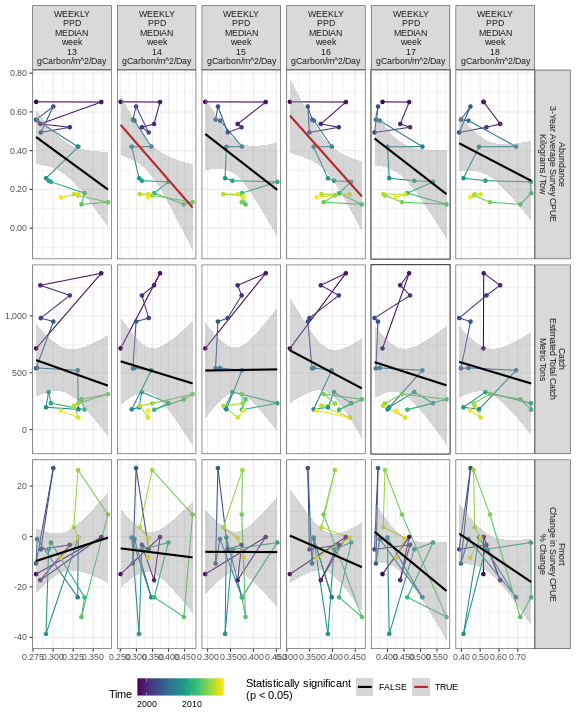 WEEKLY PPD MEDIAN week 13 gCarbon/m^2/Day
WEEKLY PPD MEDIAN week 14 gCarbon/m^2/Day
WEEKLY PPD MEDIAN week 15 gCarbon/m^2/Day
WEEKLY PPD MEDIAN week 16 gCarbon/m^2/Day
WEEKLY PPD MEDIAN week 17 gCarbon/m^2/Day
WEEKLY PPD MEDIAN week 18 gCarbon/m^2/Day
0.80
0.60
0.40
0.20
0.00
Abundance
3-Year Average Survey CPUE
Kilograms / Tow
1,000
500
0
Catch
Estimated Total Catch
Metric Tons
20
0
-20
-40
Fmort
Change in Survey CPUE
% Change
0.275 0.300 0.325 0.350
0.250 0.300 0.350 0.400 0.450
0.300 0.350 0.400 0.450
0.300 0.350 0.400 0.450
0.400 0.450 0.500 0.550
0.40 0.50 0.60 0.70
Time
2000 2010
Statistically significant
(p < 0.05)
FALSE
TRUE